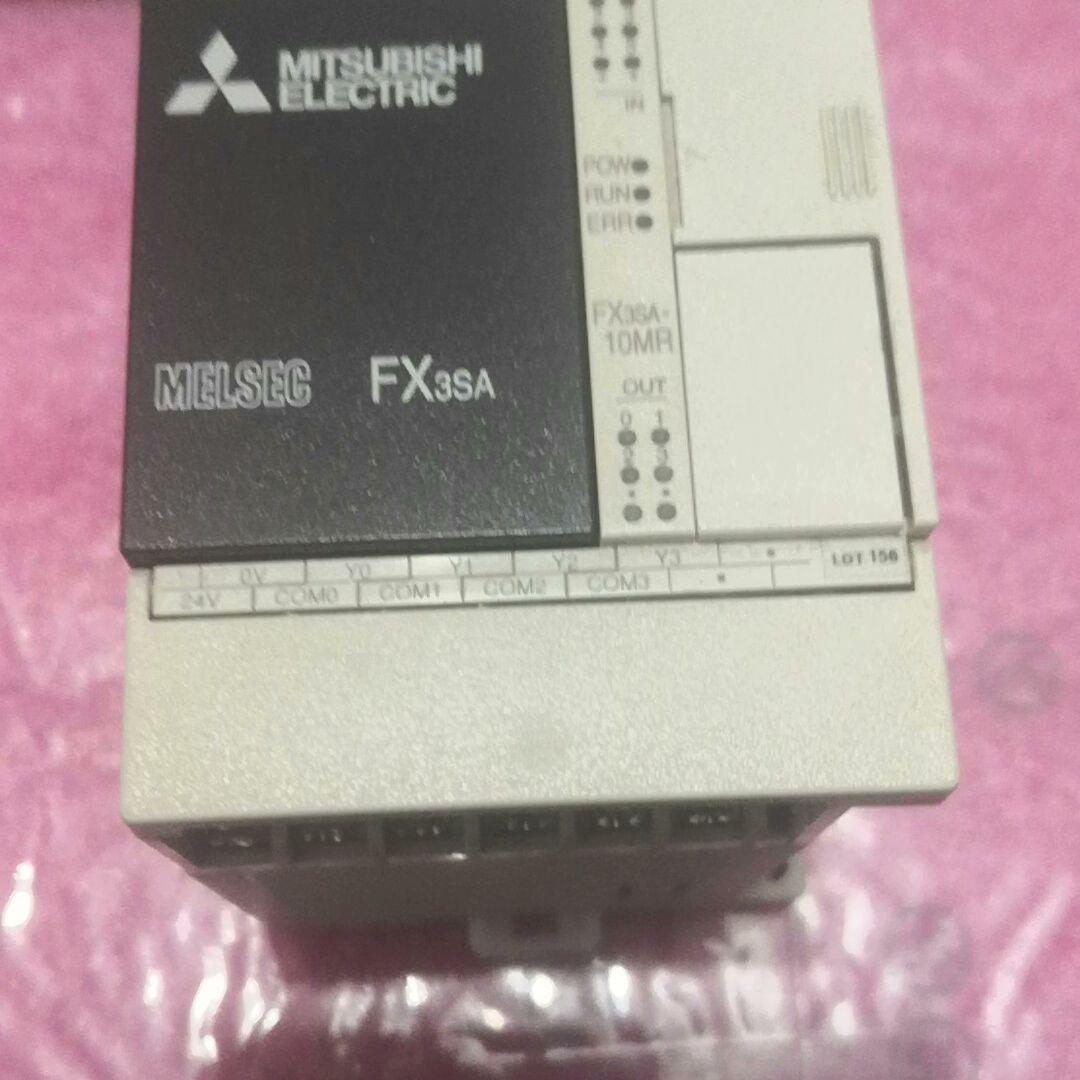 MITSUBISHI
ELECTRIC
IN
POW
RUN
ERR
FX3SA-
10MR
MELSEC FX3SA
OUT
0 1
2 3
0V Y0 Y1 Y2 Y3
LOT 156
24V COM0 COM1 COM2 COM3